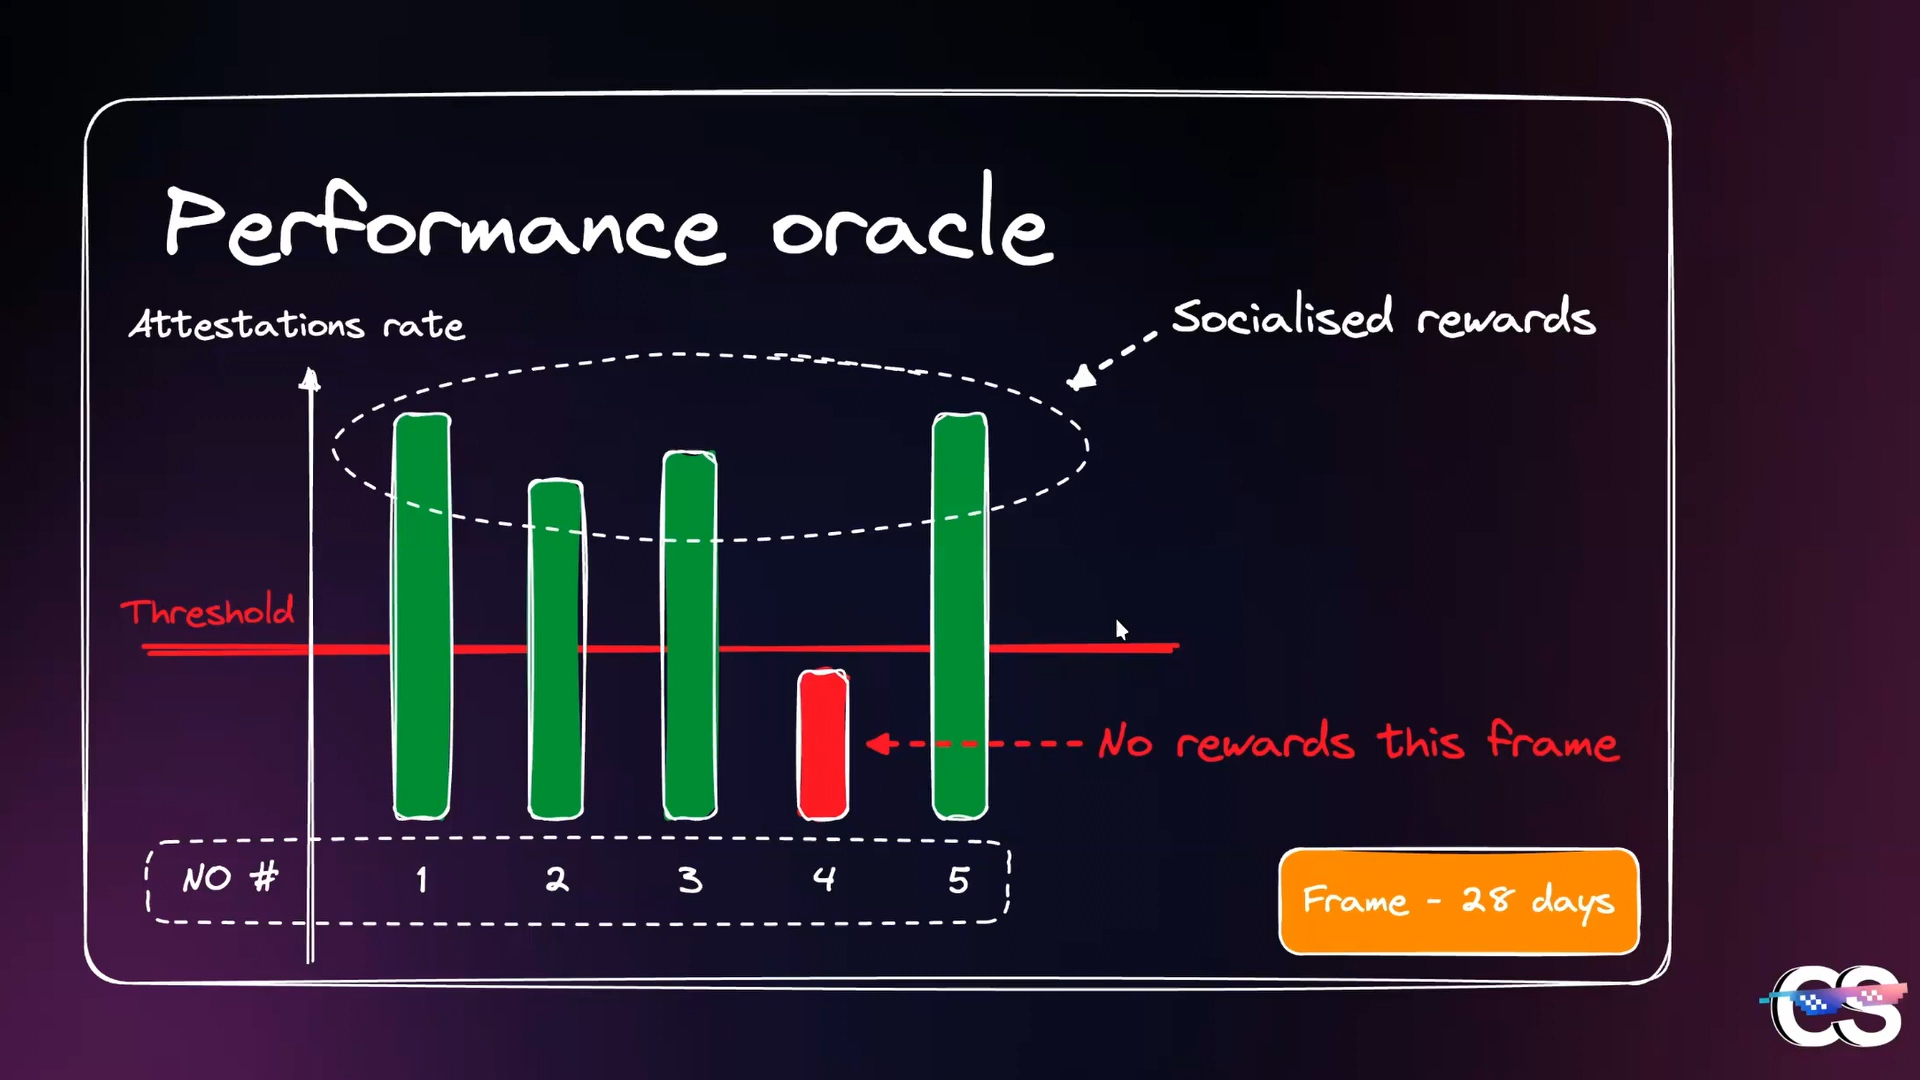 Performance oracle
Attestations rate
Socialised rewards
Threshold
No rewards this frame
NO # 1 2 3 4 5
Frame - 28 days
CS